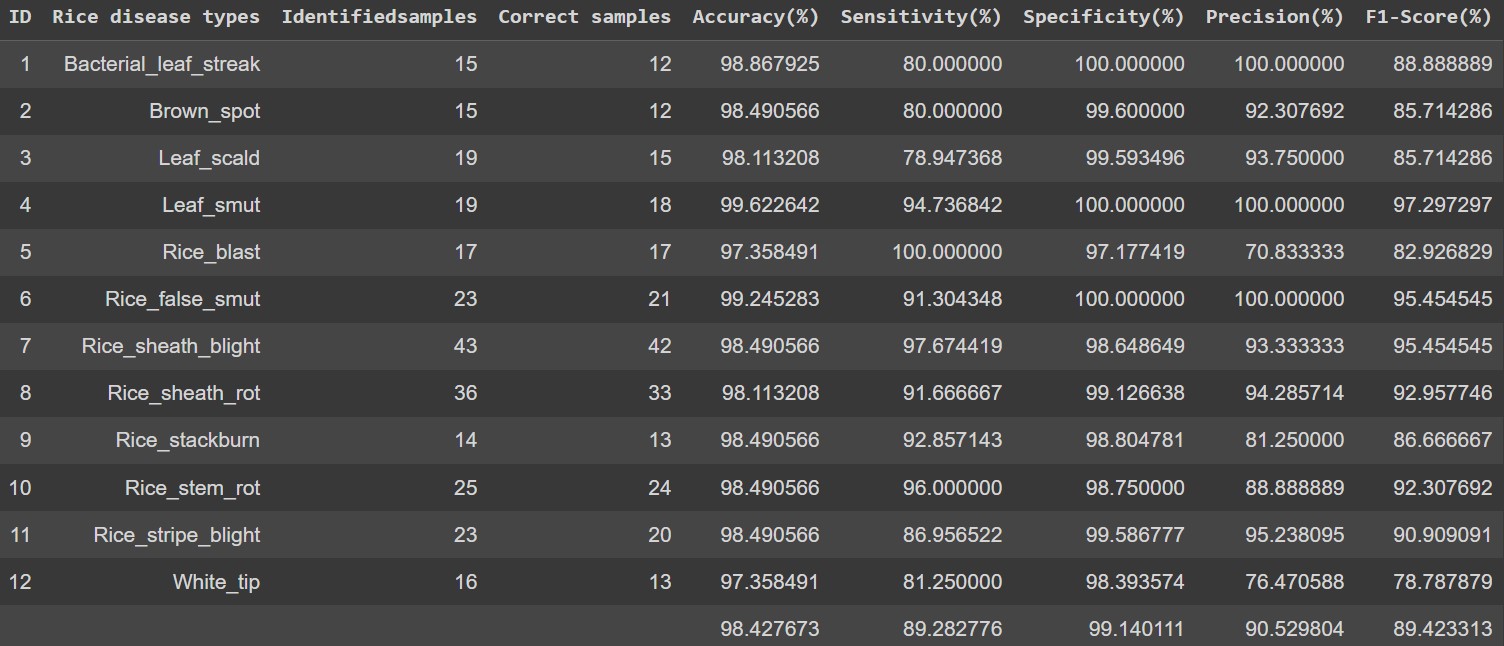 ID Rice disease types Identifiedsamples Correct samples Accuracy(%) Sensitivity(%) Specificity(%) Precision(%) F1-Score(%)
1 Bacterial_leaf_streak 15 12 98.867925 80.000000 100.000000 100.000000 88.888889
2 Brown_spot 15 12 98.490566 80.000000 99.600000 92.307692 85.714286
3 Leaf_scald 19 15 98.113208 78.947368 99.593496 93.750000 85.714286
4 Leaf_smut 19 18 99.622642 94.736842 100.000000 100.000000 97.297297
5 Rice_blast 17 17 97.358491 100.000000 97.177419 70.833333 82.926829
6 Rice_false_smut 23 21 99.245283 91.304348 100.000000 100.000000 95.454545
7 Rice_sheath_blight 43 42 98.490566 97.674419 98.648649 93.333333 95.454545
8 Rice_sheath_rot 36 33 98.113208 91.666667 99.126638 94.285714 92.957746
9 Rice_stackburn 14 13 98.490566 92.857143 98.804781 81.250000 86.666667
10 Rice_stem_rot 25 24 98.490566 96.000000 98.750000 88.888889 92.307692
11 Rice_stripe_blight 23 20 98.490566 86.956522 99.586777 95.238095 90.909091
12 White_tip 16 13 97.358491 81.250000 98.393574 76.470588 78.787879
98.427673 89.282776 99.140111 90.529804 89.423313